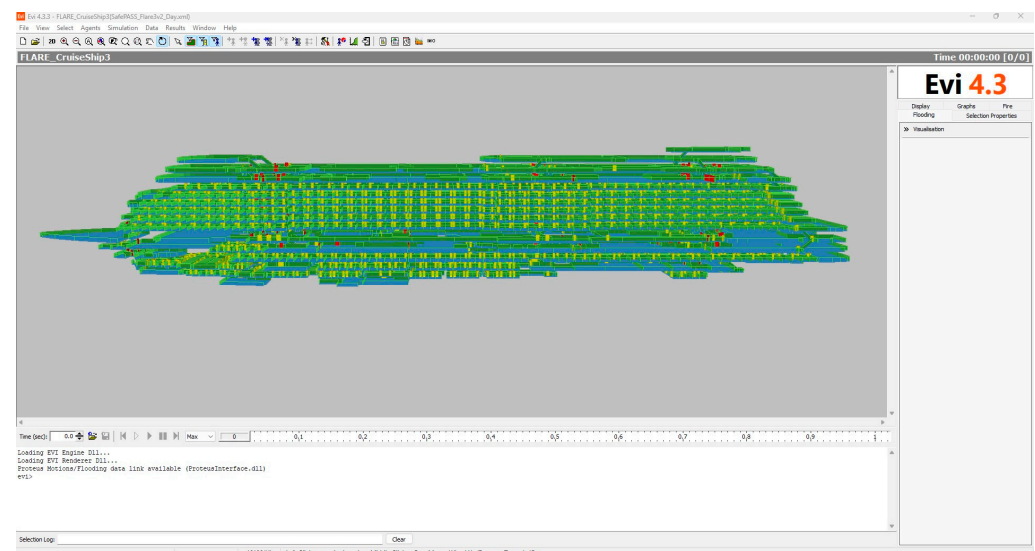 Evi 4.3.3 - FLARE_CruiseShip3(SafePASS_Flare3v2_Day.xml)
File View Select Agents Simulation Data Results Window Help
2D
FLARE_CruiseShip3
Time 00:00:00 [0/0]
Evi 4.3
Display Graphs Fire
Flooding Selection Properties
» Visualisation
Time (sec): 0.0 Max 0 0,1 0,2 0,3 0,4 0,5 0,6 0,7 0,8 0,9 1
Loading EVI Engine Dll...
Loading EVI Renderer Dll...
Proteus Motions/Flooding data link available (ProteusInterface.dll)
evi>
Selection Log: Clear